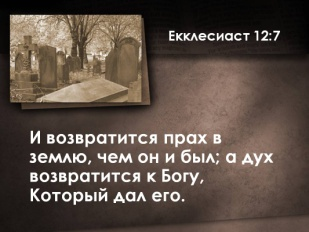 Екклесиаст 12:7
И возвратится прах в
землю, чем он и был; а дух
возвратится к Богу,
Который дал его.